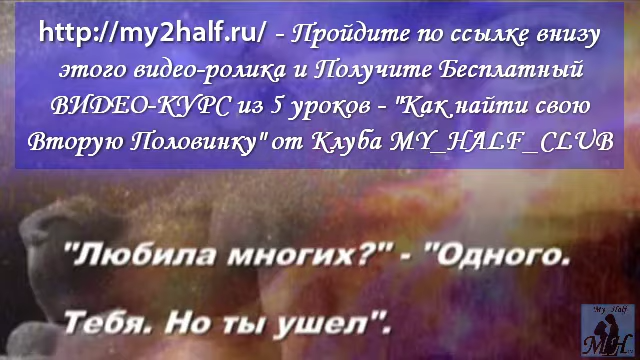 http://my2half.ru/ - Пройдите по ссылке внизу
этого видео-ролика и Получите Бесплатный
ВИДЕО-КУРС из 5 уроков - "Как найти свою
Вторую Половинку" от Клуба MY_HALF_CLUB
"Любила многих?" - "Одного.
Тебя. Но ты ушел".
My Half
MH